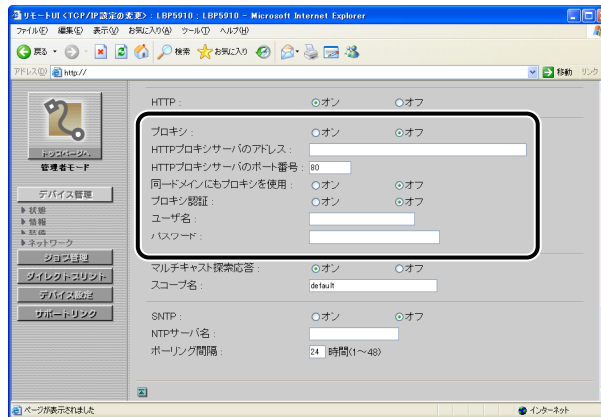 リモートUI <TCP/IP設定の変更> : LBP5910 ; LBP5910 - Microsoft Internet Explorer
ファイル(F) 編集(E) 表示(V) お気に入り(A) ツール(T) ヘルプ(H)
戻る 検索 お気に入り
アドレス(D) http:// 移動 リンク
HTTP : オン オフ
プロキシ : オン オフ
HTTPプロキシサーバのアドレス :
HTTPプロキシサーバのポート番号 : 80
同一ドメインにもプロキシを使用 : オン オフ
プロキシ認証 : オン オフ
ユーザ名 :
パスワード :
マルチキャスト探索応答 : オン オフ
スコープ名 : default
SNTP : オン オフ
NTPサーバ名 :
ポーリング間隔 : 24 時間(1～48)
トップページへ
管理者モード
デバイス管理
状態
情報
ネットワーク
ジョブ管理
ダイレクトプリント
デバイス設定
サポートリンク
ページが表示されました インターネット